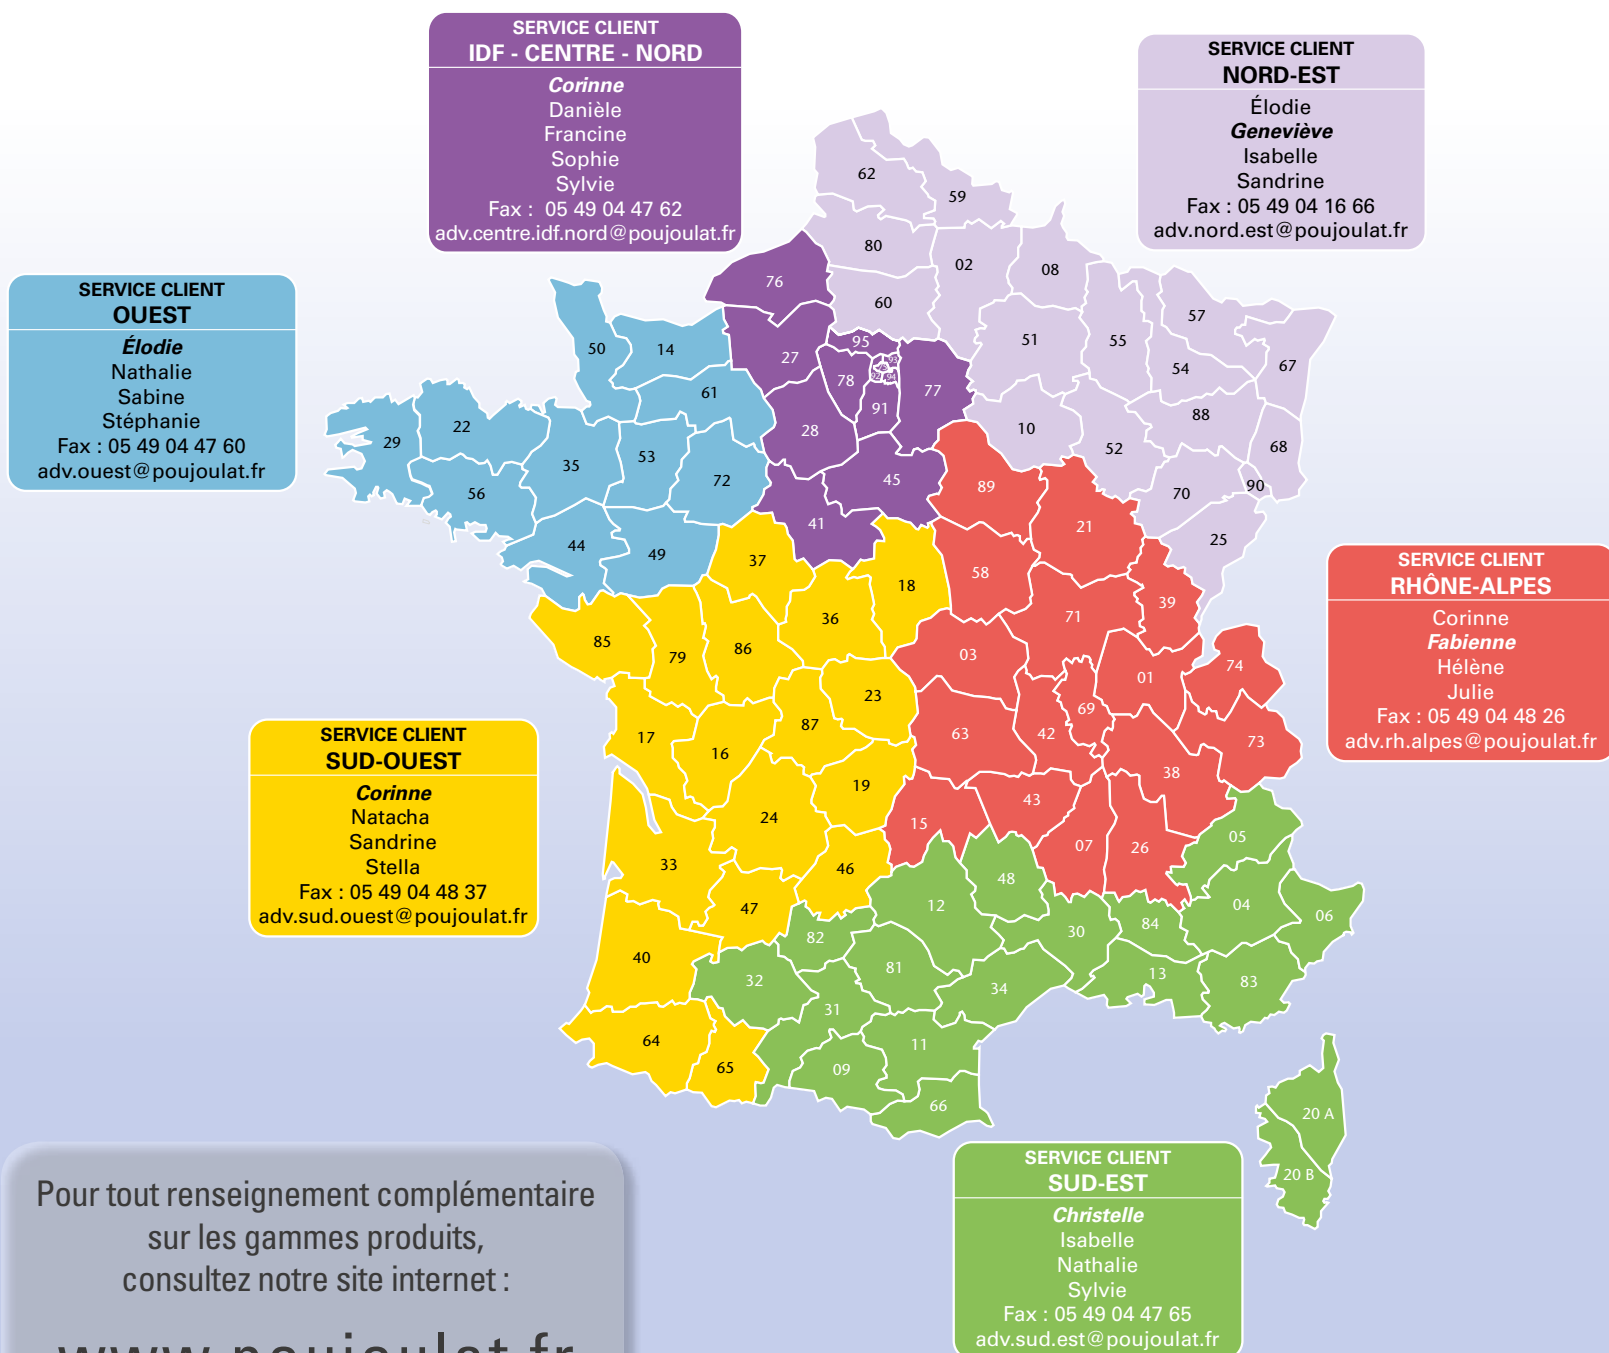 SERVICE CLIENT
IDF - CENTRE - NORD
Corinne
Danièle
Francine
Sophie
Sylvie
Fax : 05 49 04 47 62
adv.centre.idf.nord@poujoulat.fr
SERVICE CLIENT
NORD-EST
Élodie
Geneviève
Isabelle
Sandrine
Fax : 05 49 04 16 66
adv.nord.est@poujoulat.fr
SERVICE CLIENT
OUEST
Élodie
Nathalie
Sabine
Stéphanie
Fax : 05 49 04 47 60
adv.ouest@poujoulat.fr
SERVICE CLIENT
RHÔNE-ALPES
Corinne
Fabienne
Hélène
Julie
Fax : 05 49 04 48 26
adv.rh.alpes@poujoulat.fr
SERVICE CLIENT
SUD-OUEST
Corinne
Natacha
Sandrine
Stella
Fax : 05 49 04 48 37
adv.sud.ouest@poujoulat.fr
SERVICE CLIENT
SUD-EST
Christelle
Isabelle
Nathalie
Sylvie
Fax : 05 49 04 47 65
adv.sud.est@poujoulat.fr
62
59
80
02
08
60
76
57
51
55
95
93
50
14
27
54
67
92
94
78
77
61
91
88
10
28
22
29
52
68
53
35
45
72
89
90
56
70
41
21
25
44
49
37
58
18
39
36
71
85
86
79
03
74
01
23
69
87
17
42
63
73
16
38
19
43
24
15
05
07
26
33
46
48
12
47
04
06
84
30
82
40
81
13
32
83
34
31
64
11
65
09
66
20 A
20 B
Pour tout renseignement complémentaire
sur les gammes produits,
consultez notre site internet :
www.poujoulat.fr